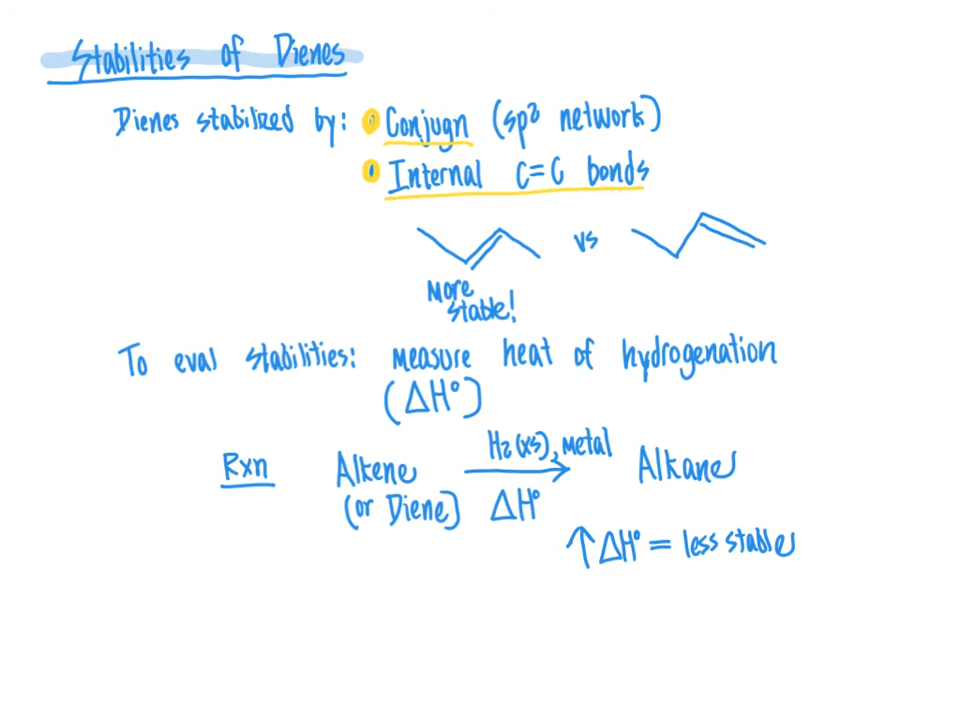 Stabilities of Dienes
Dienes stabilized by: Conjugn (sp² network)
Internal C=C bonds
vs
More
stable!
To eval stabilities: measure heat of hydrogenation
(ΔH°)
Rxn Alkene H₂(xs), metal Alkane
(or Diene) ΔH°
↑ΔH° = less stable